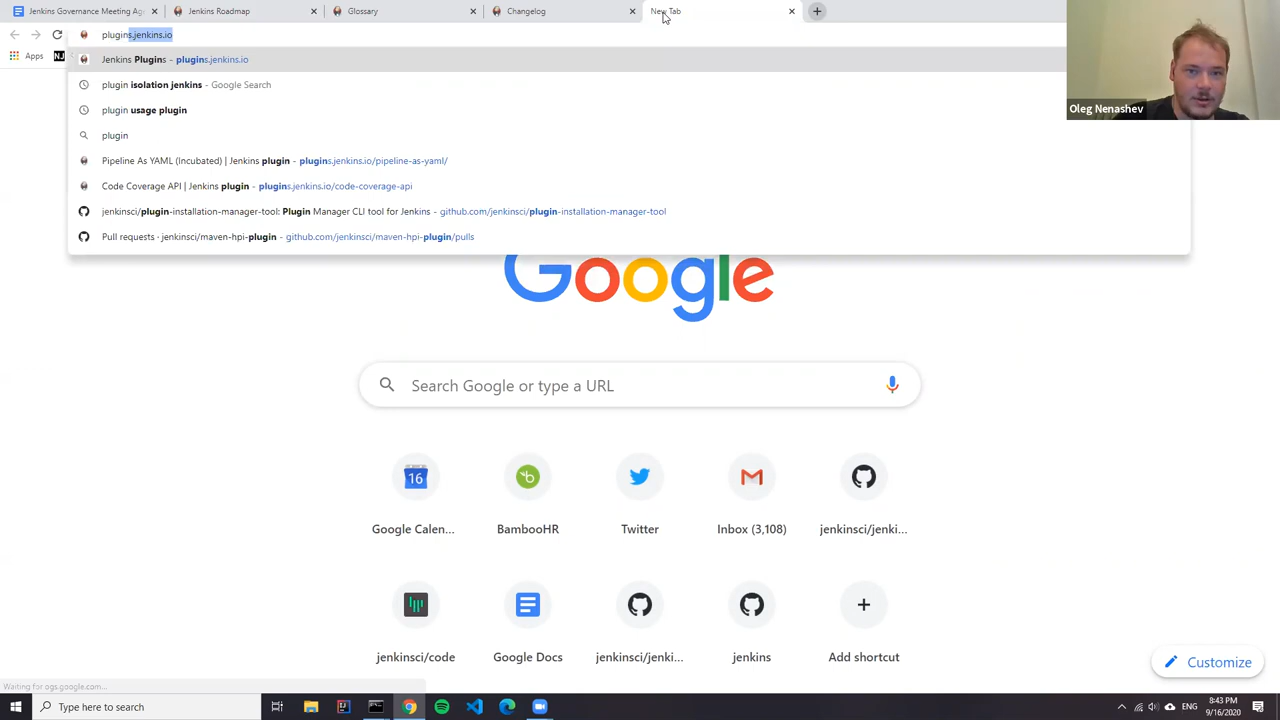 Jenkins Governance Meeting Ag
Jenkins Roadmap
Glossary
Changelog
New Tab
plugins.jenkins.io
Apps
Jenkins Plugins - plugins.jenkins.io
plugin isolation jenkins - Google Search
plugin usage plugin
plugin
Pipeline As YAML (Incubated) | Jenkins plugin - plugins.jenkins.io/pipeline-as-yaml/
Code Coverage API | Jenkins plugin - plugins.jenkins.io/code-coverage-api
jenkinsci/plugin-installation-manager-tool: Plugin Manager CLI tool for Jenkins - github.com/jenkinsci/plugin-installation-manager-tool
Pull requests · jenkinsci/maven-hpi-plugin - github.com/jenkinsci/maven-hpi-plugin/pulls
Oleg Nenashev
Google
Search Google or type a URL
16
Google Calen...
BambooHR
Twitter
Inbox (3,108)
jenkinsci/jenki...
jenkinsci/code
Google Docs
jenkinsci/jenki...
jenkins
Add shortcut
Customize
Waiting for ogs.google.com...
Type here to search
ENG
8:43 PM
9/16/2020